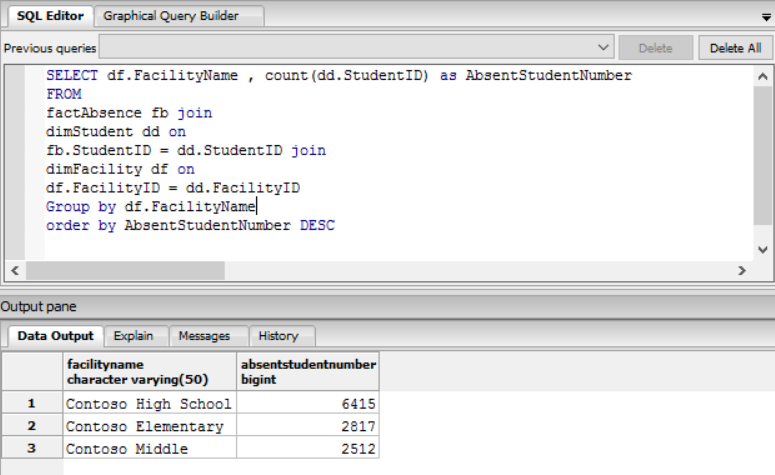 SQL Editor Graphical Query Builder
Previous queries Delete Delete All
SELECT df.FacilityName , count(dd.StudentID) as AbsentStudentNumber
FROM
factAbsence fb join
dimStudent dd on
fb.StudentID = dd.StudentID join
dimFacility df on
df.FacilityID = dd.FacilityID
Group by df.FacilityName
order by AbsentStudentNumber DESC
Output pane
Data Output Explain Messages History
facilityname absentstudentnumber
character varying(50) bigint
1 Contoso High School 6415
2 Contoso Elementary 2817
3 Contoso Middle 2512